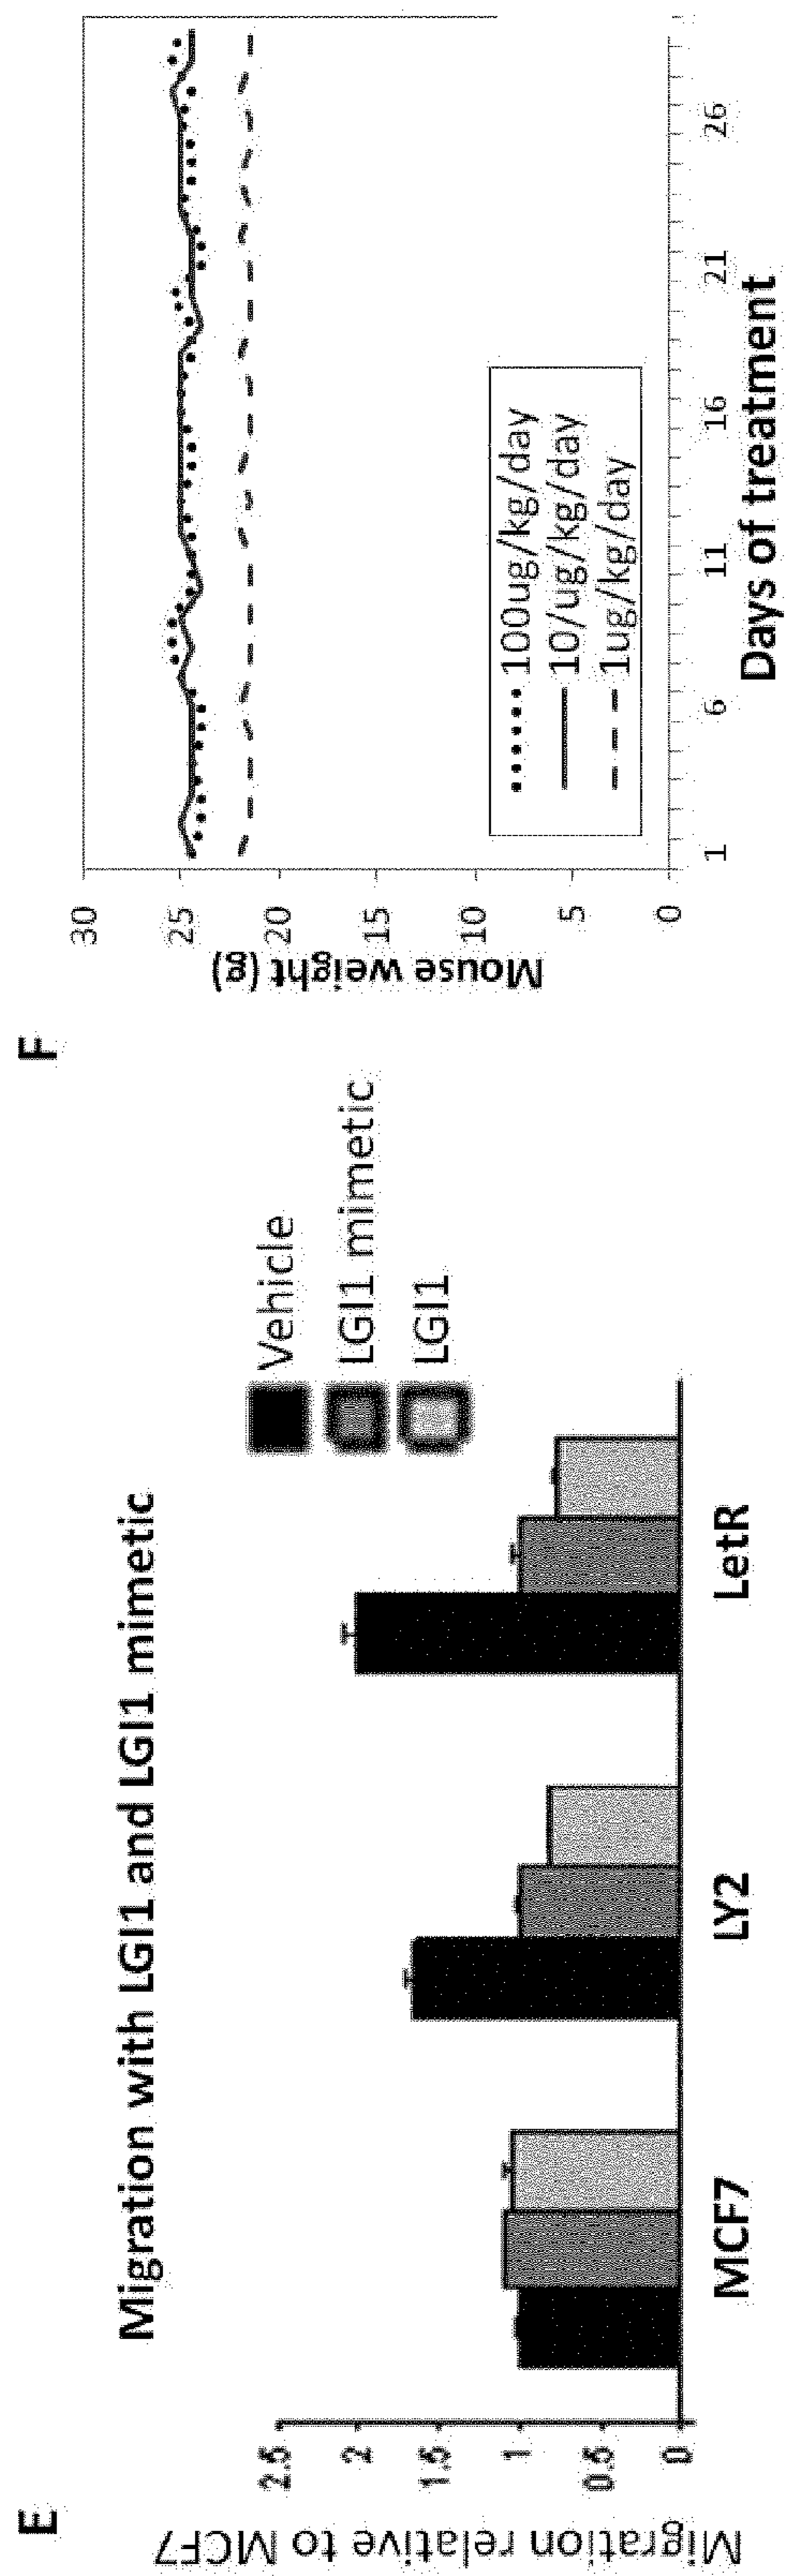 E
Migration with LGI1 and LGI1 mimetic
Migration relative to MCF7
2.5
2
1.5
1
0.5
0
MCF7
LY2
LetR
Vehicle
LGI1 mimetic
LGI1
F
Mouse weight (g)
30
25
20
15
10
5
0
100ug/kg/day
10/ug/kg/day
1ug/kg/day
1 6 11 16 21 26
Days of treatment